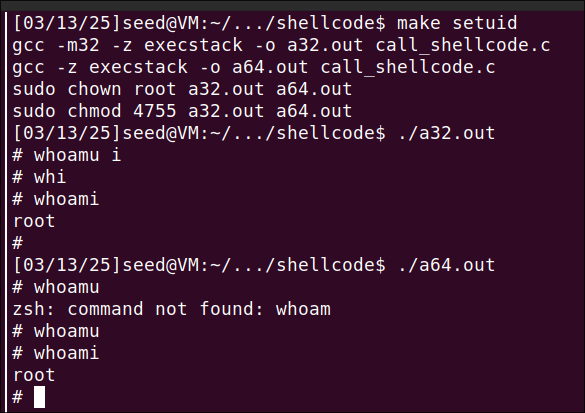 [03/13/25]seed@VM:~/.../shellcode$ make setuid
gcc -m32 -z execstack -o a32.out call_shellcode.c
gcc -z execstack -o a64.out call_shellcode.c
sudo chown root a32.out a64.out
sudo chmod 4755 a32.out a64.out
[03/13/25]seed@VM:~/.../shellcode$ ./a32.out
# whoamu i
# whi
# whoami
root
#
[03/13/25]seed@VM:~/.../shellcode$ ./a64.out
# whoamu
zsh: command not found: whoam
# whoamu
# whoami
root
#